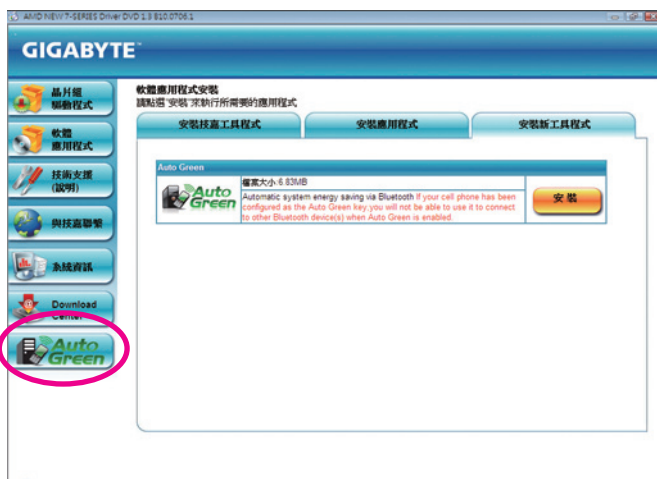 AMD NEW 7-SERIES Driver DVD 1.3 B10.0706.1
GIGABYTE™
晶片組
驅動程式
軟體
應用程式
技術支援
(說明)
與技嘉聯繫
系統資訊
Download
Center
Auto
Green
軟體應用程式安裝
請點選"安裝"來執行所需要的應用程式
安裝技嘉工具程式
安裝應用程式
安裝新工具程式
Auto Green
Auto
Green
檔案大小:6.83MB
Automatic system energy saving via Bluetooth If your cell phone has been
configured as the Auto Green key,you will not be able to use it to connect
to other Bluetooth device(s) when Auto Green is enabled.
安裝